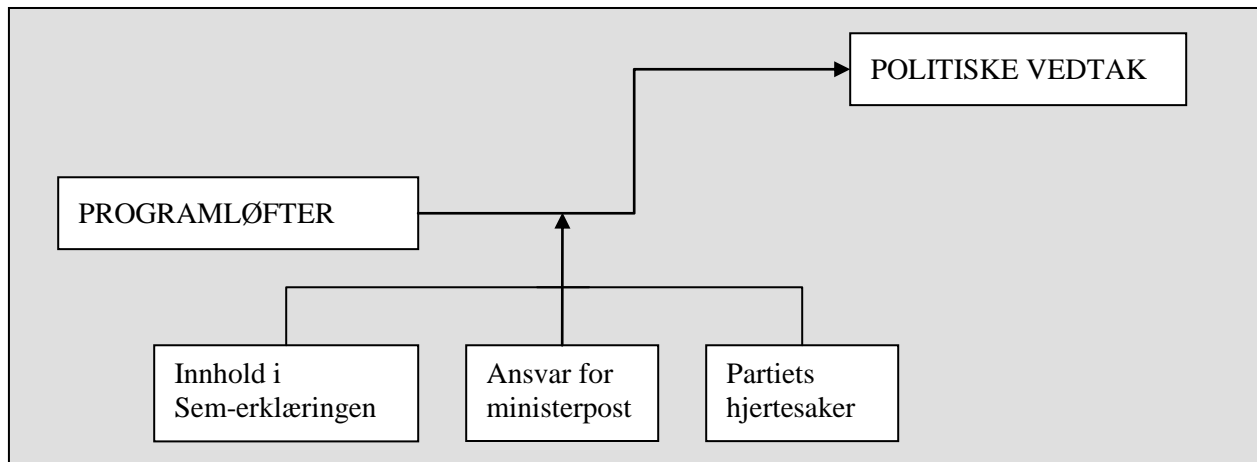 POLITISKE VEDTAK
PROGRAMLØFTER
Innhold i
Sem-erklæringen
Ansvar for
ministerpost
Partiets
hjertesaker